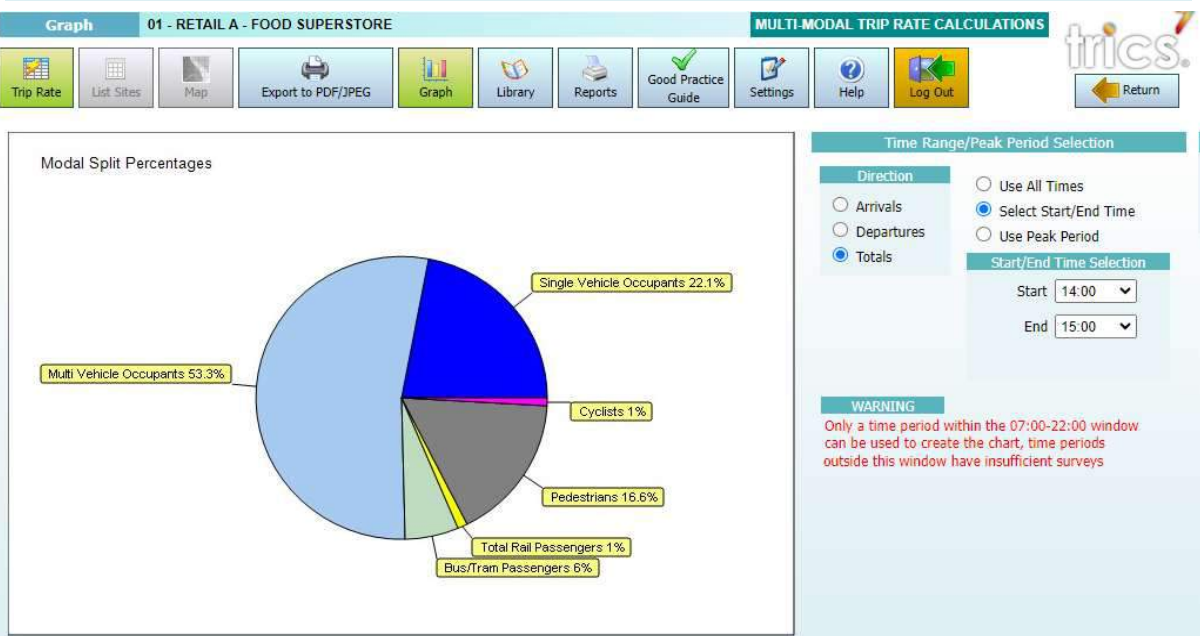 Graph
01 - RETAIL A - FOOD SUPERSTORE
MULTI-MODAL TRIP RATE CALCULATIONS
trics 7
Trip Rate
List Sites
Map
Export to PDF/JPEG
Graph
Library
Reports
Good Practice
Guide
Settings
Help
Log Out
Return
Modal Split Percentages
Single Vehicle Occupants 22.1%
Multi Vehicle Occupants 53.3%
Cyclists 1%
Pedestrians 16.6%
Total Rail Passengers 1%
Bus/Tram Passengers 6%
Time Range/Peak Period Selection
Direction
Arrivals
Departures
Totals
Use All Times
Select Start/End Time
Use Peak Period
Start/End Time Selection
Start 14:00
End 15:00
WARNING
Only a time period within the 07:00-22:00 window
can be used to create the chart, time periods
outside this window have insufficient surveys